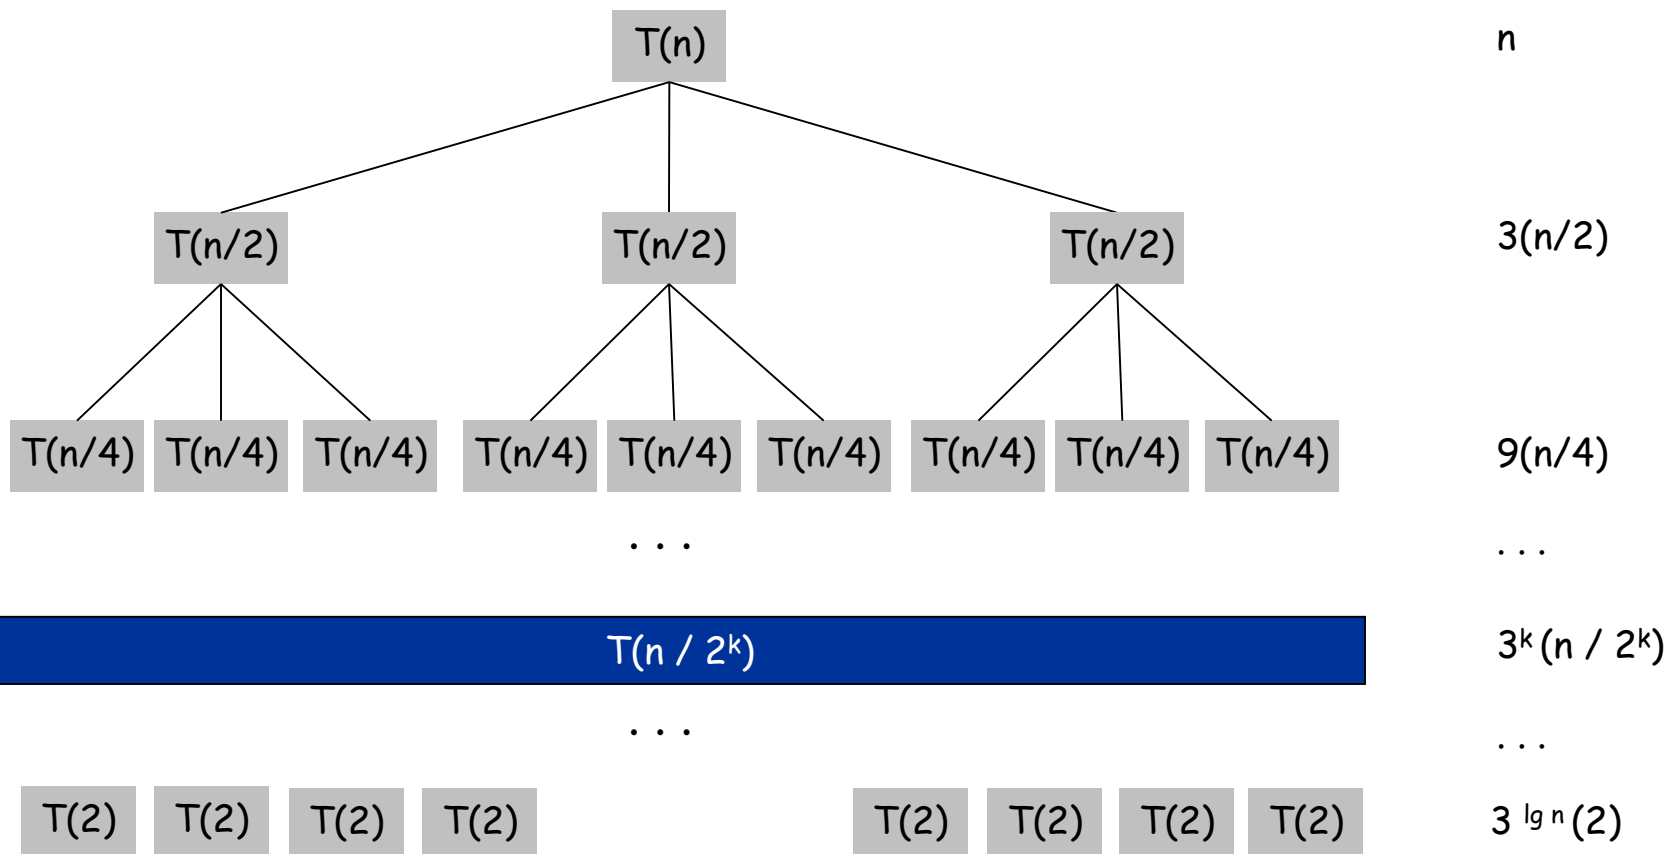 T(n) n
T(n/2) T(n/2) T(n/2) 3(n/2)
T(n/4) T(n/4) T(n/4) T(n/4) T(n/4) T(n/4) T(n/4) T(n/4) T(n/4) 9(n/4)
. . . . . .
T(n / 2ᵏ) 3ᵏ (n / 2ᵏ)
. . . . . .
T(2) T(2) T(2) T(2) T(2) T(2) T(2) T(2) 3 ˡᵍ ⁿ (2)